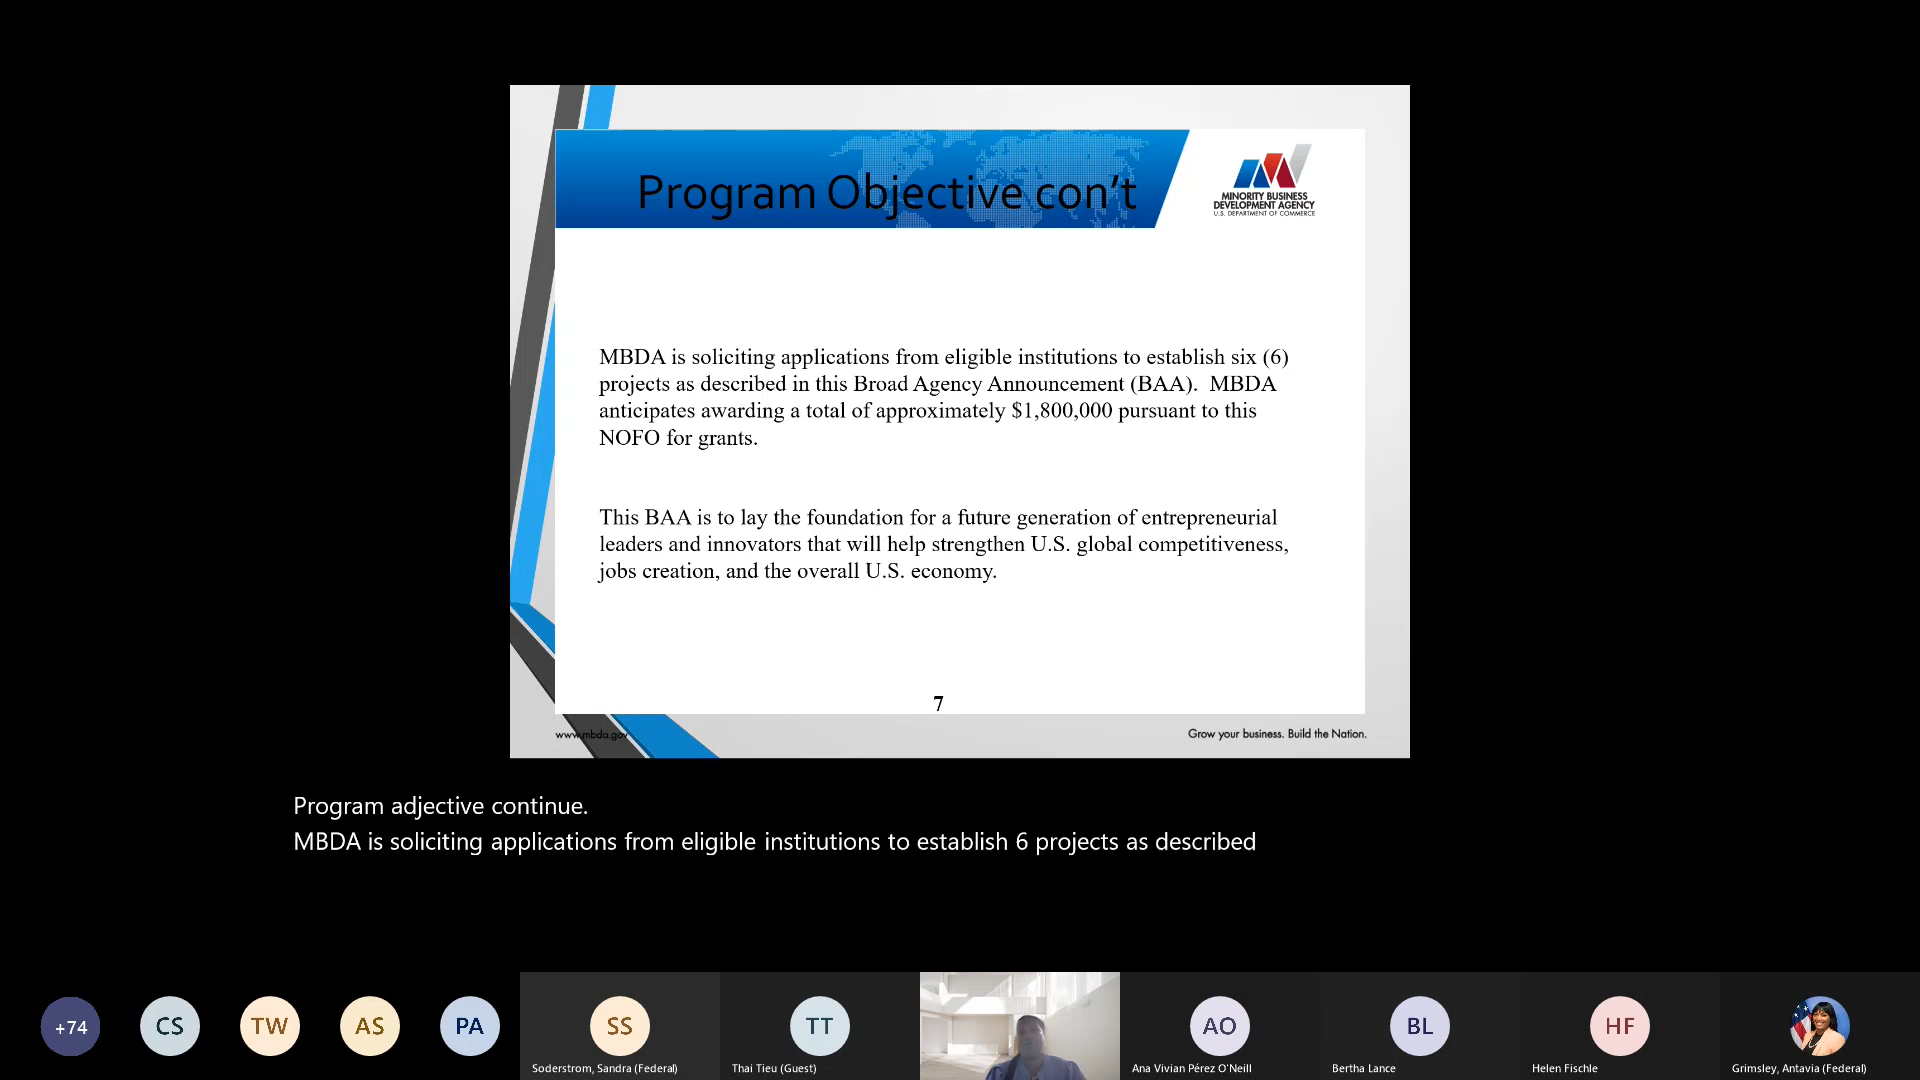 Program Objective con't
MINORITY BUSINESS
DEVELOPMENT AGENCY
U.S. DEPARTMENT OF COMMERCE
MBDA is soliciting applications from eligible institutions to establish six (6)
projects as described in this Broad Agency Announcement (BAA).  MBDA
anticipates awarding a total of approximately $1,800,000 pursuant to this
NOFO for grants.
This BAA is to lay the foundation for a future generation of entrepreneurial
leaders and innovators that will help strengthen U.S. global competitiveness,
jobs creation, and the overall U.S. economy.
7
www.mbda.gov
Grow your business. Build the Nation.
Program adjective continue.
MBDA is soliciting applications from eligible institutions to establish 6 projects as described
+74
CS
TW
AS
PA
SS
TT
AO
BL
HF
Soderstrom, Sandra (Federal)
Thai Tieu (Guest)
Ana Vivian Pérez O'Neill
Bertha Lance
Helen Fischle
Grimsley, Antavia (Federal)